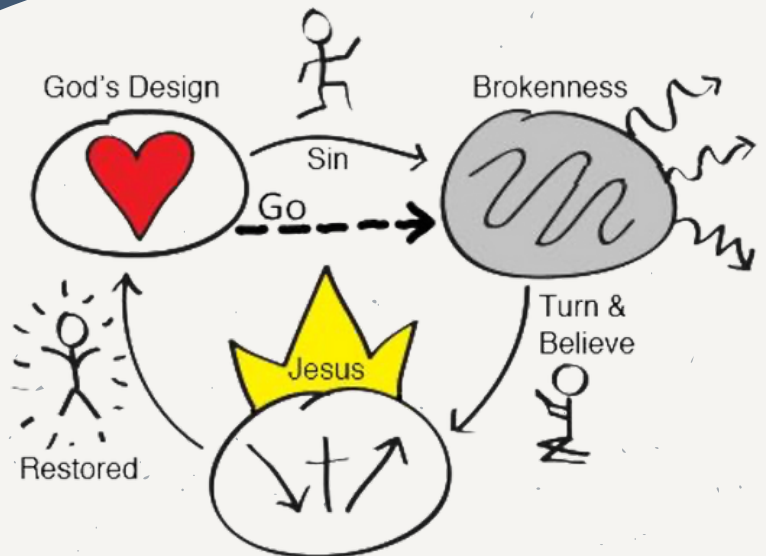 God's Design
Brokenness
Sin
Go
Turn &
Believe
Jesus
Restored